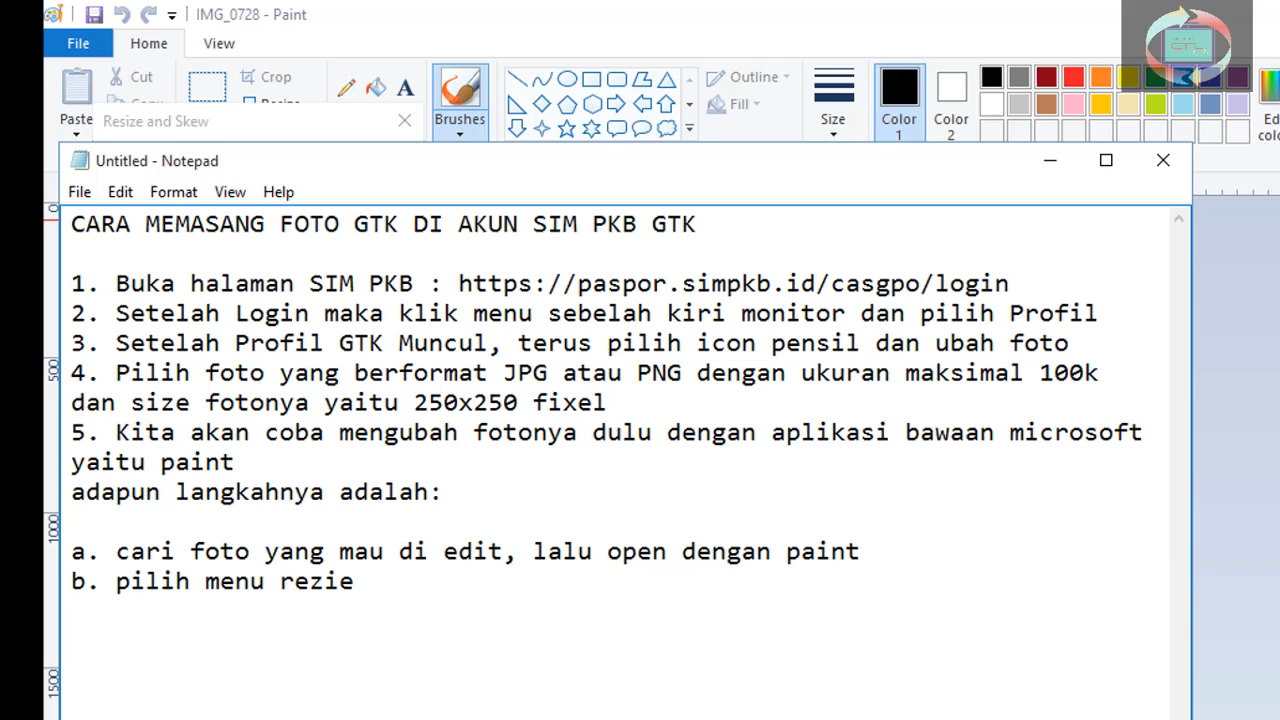 IMG_0728 - Paint
File Home View
Cut Crop
Copy Resize
Paste
Resize and Skew
Brushes
Outline
Fill
Size
Color 1
Color 2
Untitled - Notepad
File Edit Format View Help
CARA MEMASANG FOTO GTK DI AKUN SIM PKB GTK
1. Buka halaman SIM PKB : https://paspor.simpkb.id/casgpo/login
2. Setelah Login maka klik menu sebelah kiri monitor dan pilih Profil
3. Setelah Profil GTK Muncul, terus pilih icon pensil dan ubah foto
4. Pilih foto yang berformat JPG atau PNG dengan ukuran maksimal 100k
dan size fotonya yaitu 250x250 fixel
5. Kita akan coba mengubah fotonya dulu dengan aplikasi bawaan microsoft
yaitu paint
adapun langkahnya adalah:
a. cari foto yang mau di edit, lalu open dengan paint
b. pilih menu rezie
0
500
1000
1500